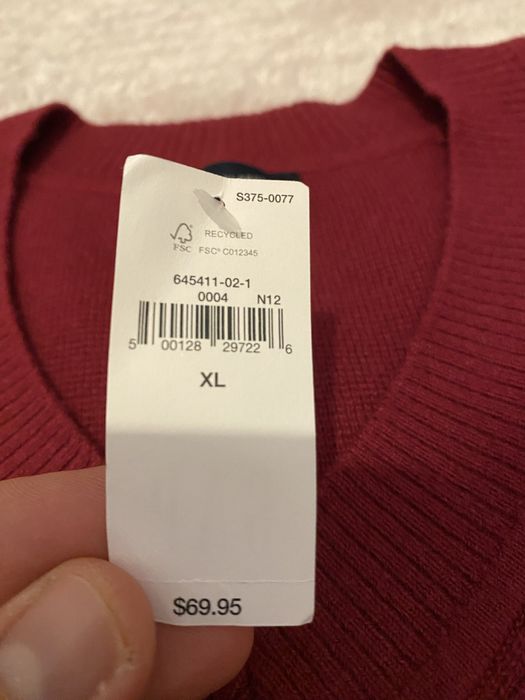 S375-0077
RECYCLED
FSC FSC® C012345
645411-02-1
0004 N12
5 00128 29722 6
XL
$69.95